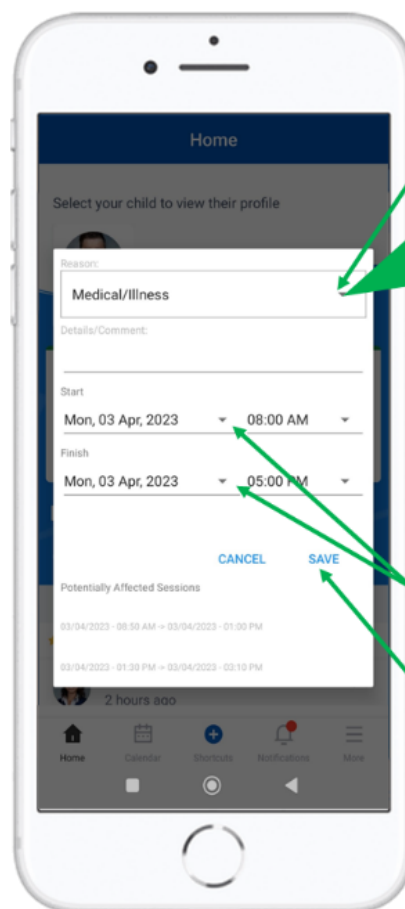 Home
Select your child to view their profile
Reason:
Medical/Illness
Details/Comment:
Start
Mon, 03 Apr, 2023 08:00 AM
Finish
Mon, 03 Apr, 2023 05:00 PM
CANCEL SAVE
Potentially Affected Sessions
03/04/2023 - 08:50 AM -> 03/04/2023 - 01:00 PM
03/04/2023 - 01:30 PM -> 03/04/2023 - 03:10 PM
2 hours ago
Home Calendar Shortcuts Notifications More